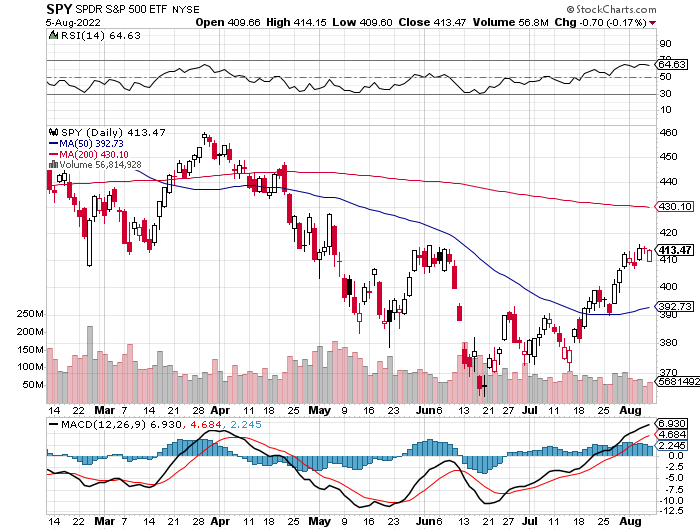 SPY SPDR S&P 500 ETF NYSE © StockCharts.com
5-Aug-2022 Open 409.66 High 414.15 Low 409.60 Close 413.47 Volume 56.8M Chg -0.70 (-0.17%)
RSI(14) 64.63
90
70
64.63
50
30
10
SPY (Daily) 413.47
MA(50) 392.73
MA(200) 430.10
Volume 56,814,928
460
450
440
430.10
420
413.47
410
400
392.73
390
380
370
5681492
250M
200M
150M
100M
50M
14 22 Mar 7 14 21 28 Apr 11 18 25 May 9 16 23 Jun 6 13 21 27 Jul 11 18 25 Aug
MACD(12,26,9) 6.930, 4.684, 2.245
6.930
4.684
2.245
0.0
-2.5
-5.0
-7.5
-10.0
-12.5
14 22 Mar 7 14 21 28 Apr 11 18 25 May 9 16 23 Jun 6 13 21 27 Jul 11 18 25 Aug